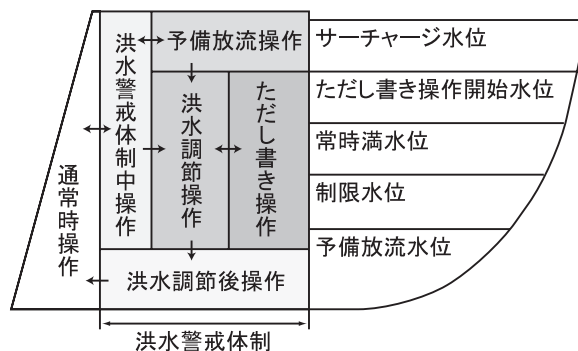 通常時操作
洪水警戒体制中操作
予備放流操作
洪水調節操作
ただし書き操作
洪水調節後操作
洪水警戒体制
サーチャージ水位
ただし書き操作開始水位
常時満水位
制限水位
予備放流水位